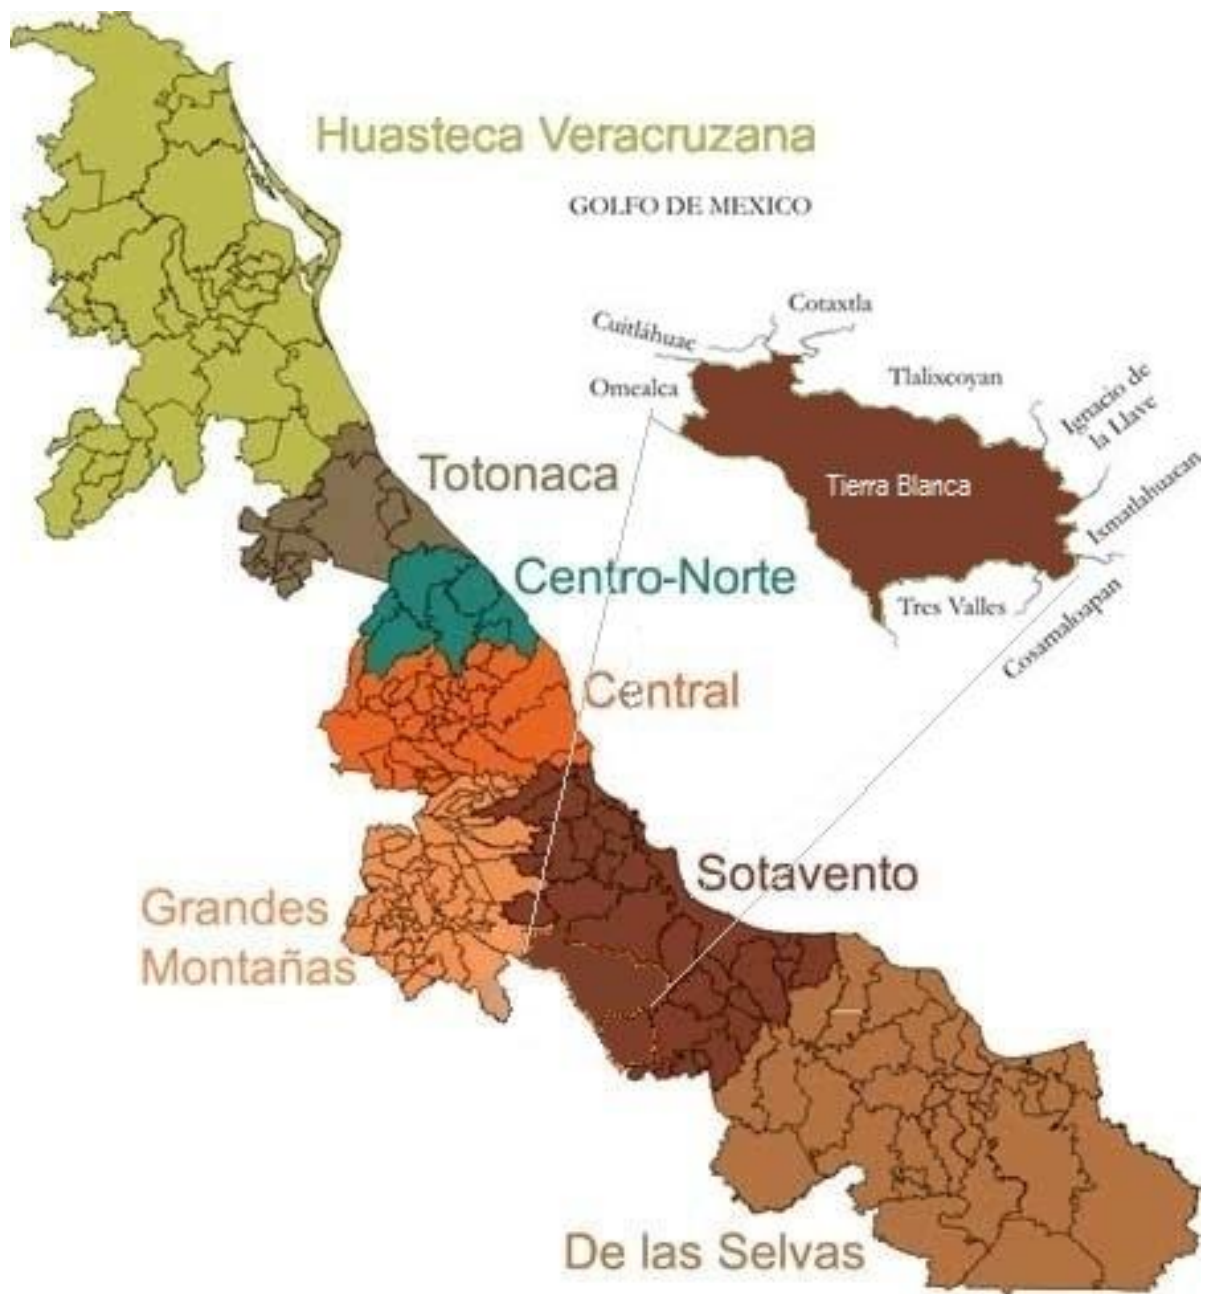 Huasteca Veracruzana
GOLFO DE MEXICO
Cotaxtla
Cuitláhuac
Tlalixcoyan
Omealca
Ignacio de
la Llave
Tierra Blanca
Totonaca
Ixmatlahuacan
Centro-Norte
Tres Valles
Cosamaloapan
Central
Sotavento
Grandes
Montañas
De las Selvas